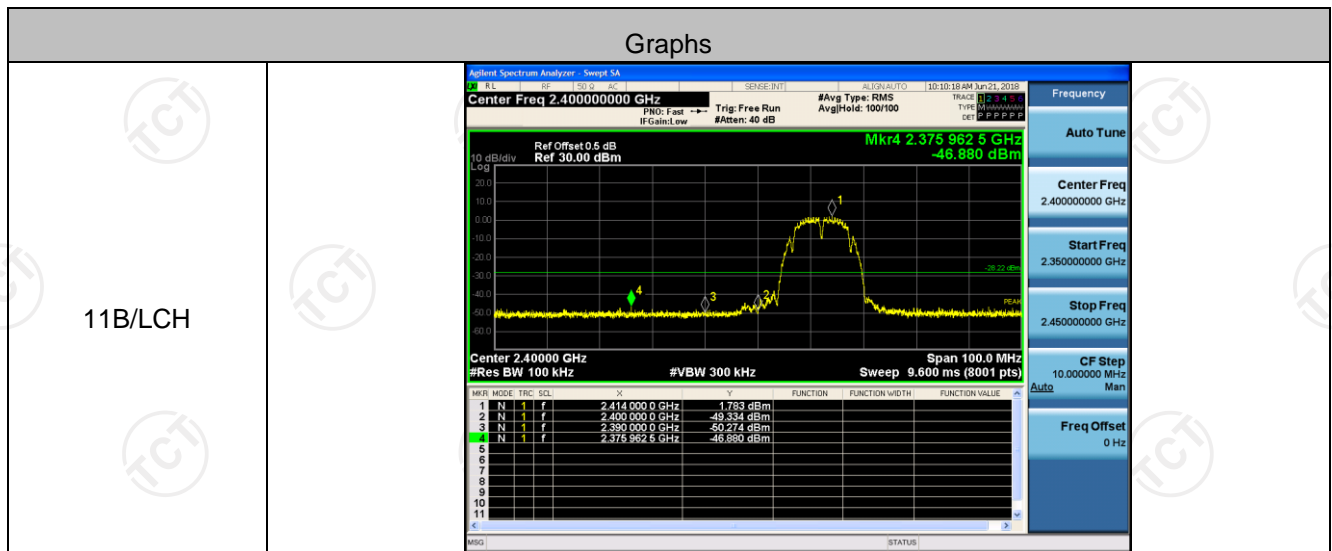 Graphs
11B/LCH
Agilent Spectrum Analyzer - Swept SA
RL RF 50 Ω AC SENSE:INT ALIGNAUTO 10:10:18 AM Jun 21, 2018
Center Freq 2.400000000 GHz
PNO: Fast
IFGain:Low
Trig: Free Run
#Atten: 40 dB
#Avg Type: RMS
Avg|Hold: 100/100
TRACE 1 2 3 4 5 6
TYPE M
DET P P P P P P
Ref Offset 0.5 dB
10 dB/div Ref 30.00 dBm
Log
Mkr4 2.375 962 5 GHz
-46.880 dBm
20.0
10.0
0.00
-10.0
-20.0
-30.0
-40.0
-50.0
-60.0
1
2
3
4
-28.22 dBm
PEAK
Center 2.40000 GHz Span 100.0 MHz
#Res BW 100 kHz #VBW 300 kHz Sweep 9.600 ms (8001 pts)
MKR MODE TRC SCL X Y FUNCTION FUNCTION WIDTH FUNCTION VALUE
1 N 1 f 2.414 000 0 GHz 1.783 dBm
2 N 1 f 2.400 000 0 GHz -49.334 dBm
3 N 1 f 2.390 000 0 GHz -50.274 dBm
4 N 1 f 2.375 962 5 GHz -46.880 dBm
5
6
7
8
9
10
11
MSG STATUS
Frequency
Auto Tune
Center Freq
2.400000000 GHz
Start Freq
2.350000000 GHz
Stop Freq
2.450000000 GHz
CF Step
10.000000 MHz
Auto Man
Freq Offset
0 Hz
TCT
TCT
TCT
TCT
TCT
TCT
TCT